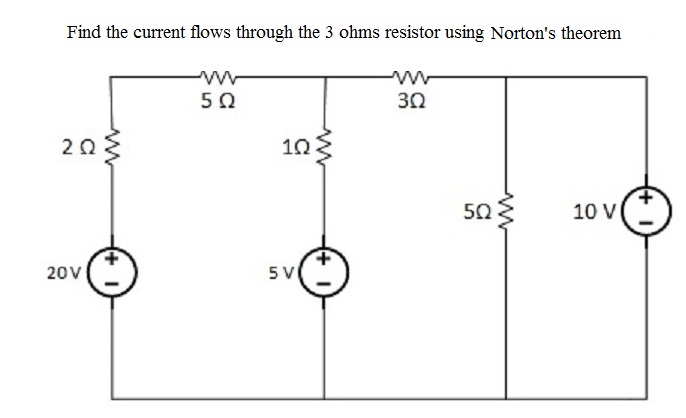 Find the current flows through the 3 ohms resistor using Norton's theorem
5 Ω
3Ω
2 Ω
1Ω
5Ω
10 V
+
20 V
+
5 V
+